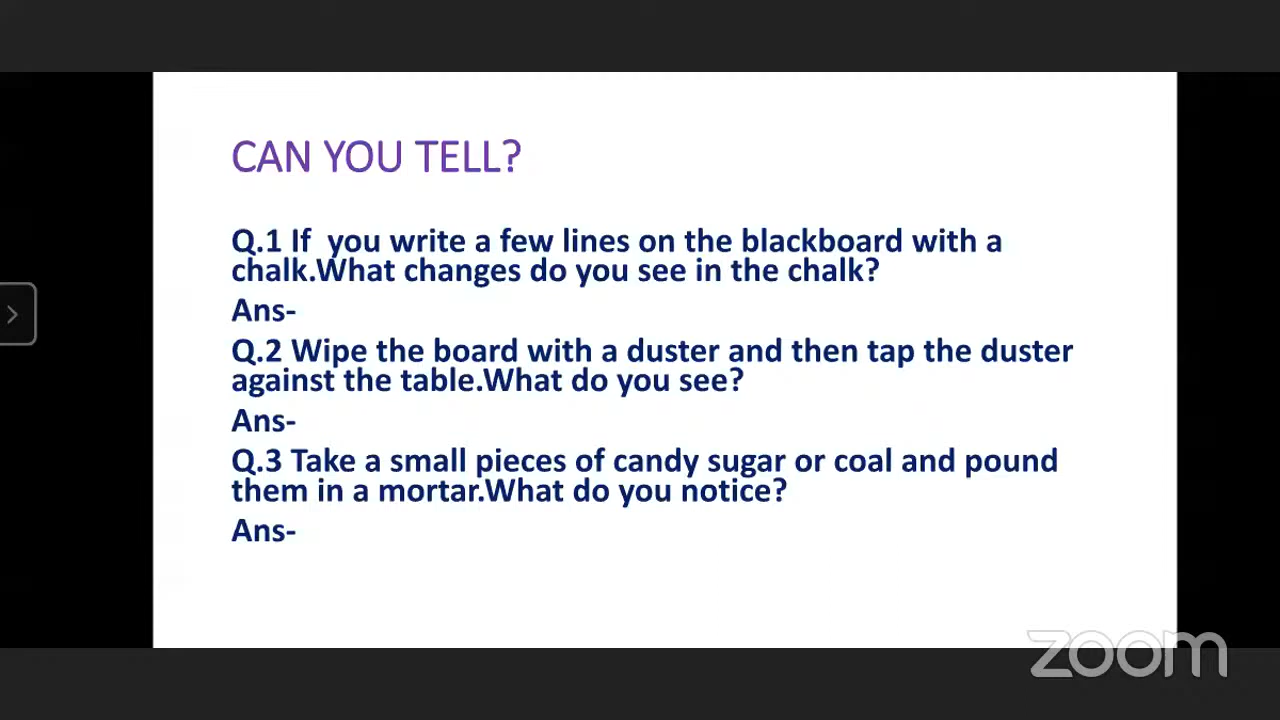 CAN YOU TELL?
Q.1 If  you write a few lines on the blackboard with a
chalk.What changes do you see in the chalk?
Ans-
Q.2 Wipe the board with a duster and then tap the duster
against the table.What do you see?
Ans-
Q.3 Take a small pieces of candy sugar or coal and pound
them in a mortar.What do you notice?
Ans-
zoom